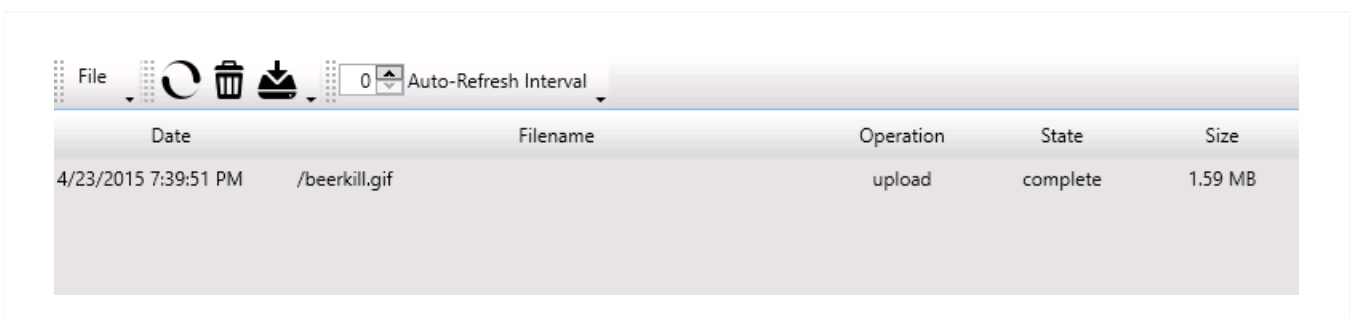 File 0 Auto-Refresh Interval
Date Filename Operation State Size
4/23/2015 7:39:51 PM /beerkill.gif upload complete 1.59 MB